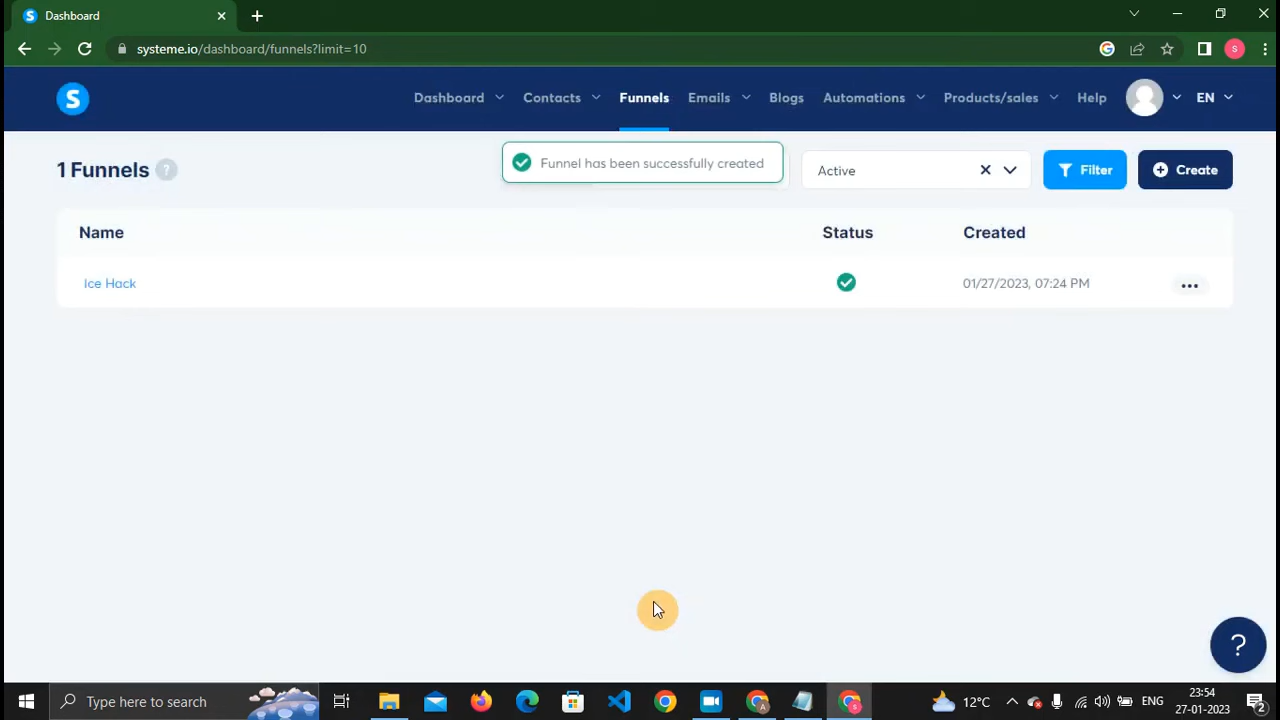 Dashboard
systeme.io/dashboard/funnels?limit=10
S
S
Dashboard Contacts Funnels Emails Blogs Automations Products/sales Help EN
1 Funnels ?
Funnel has been successfully created
Active
Filter
Create
Name Status Created
Ice Hack 01/27/2023, 07:24 PM
?
Type here to search
12°C
ENG
23:54
27-01-2023
2